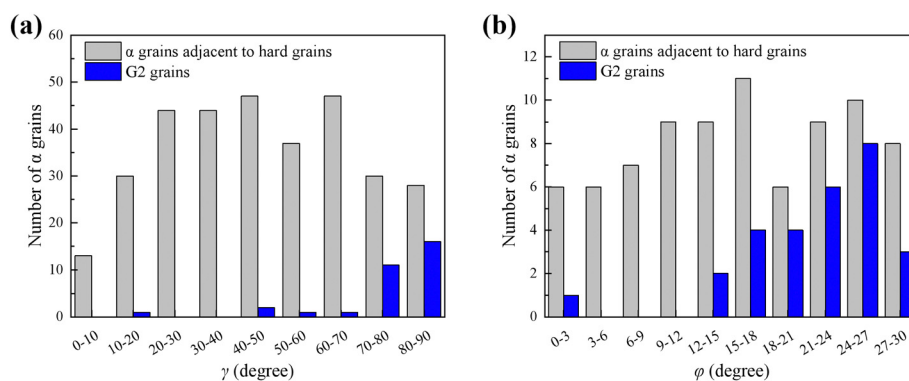 (a)
60
50
40
30
20
10
0
Number of α grains
α grains adjacent to hard grains
G2 grains
0-10 10-20 20-30 30-40 40-50 50-60 60-70 70-80 80-90
γ (degree)
(b)
12
10
8
6
4
2
0
Number of α grains
α grains adjacent to hard grains
G2 grains
0-3 3-6 6-9 9-12 12-15 15-18 18-21 21-24 24-27 27-30
φ (degree)